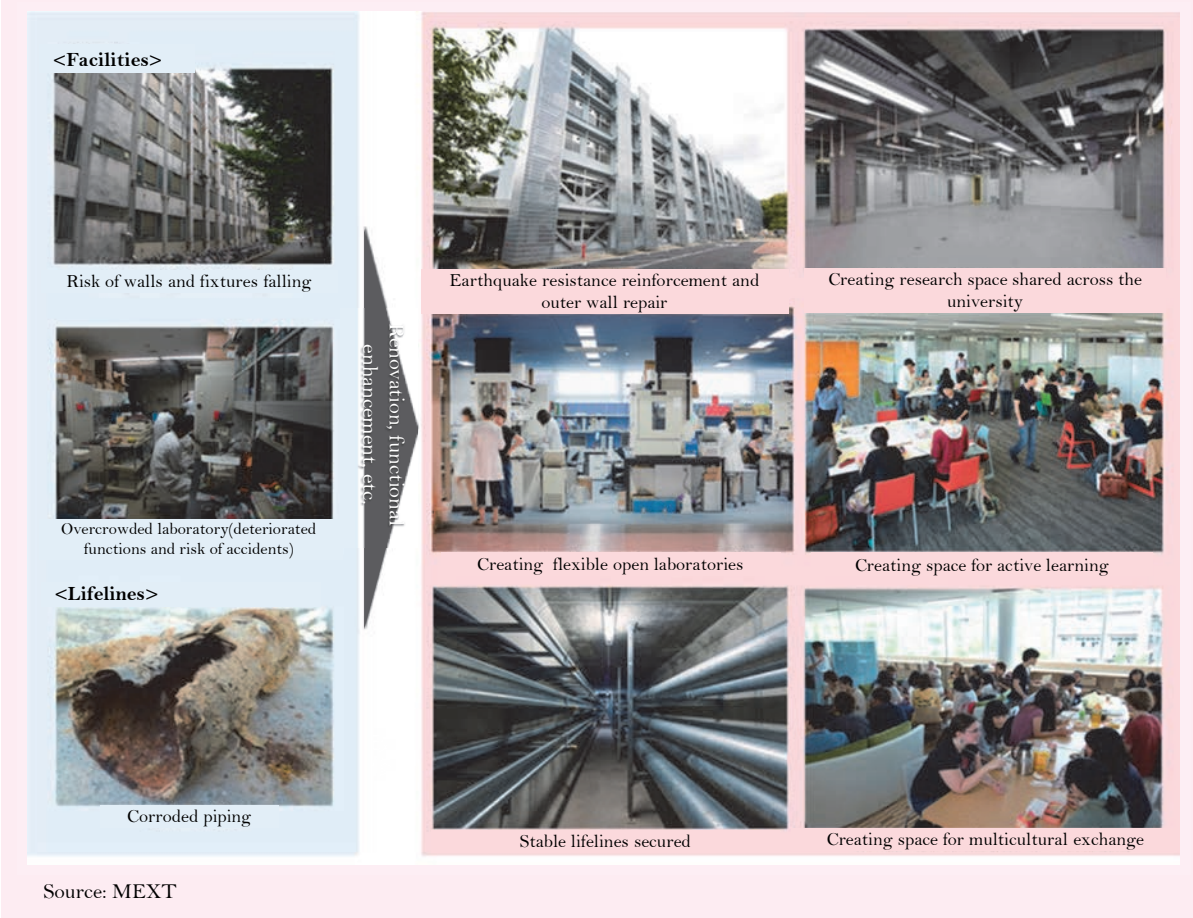 <Facilities>
Risk of walls and fixtures falling
Overcrowded laboratory(deteriorated
functions and risk of accidents)
<Lifelines>
Corroded piping
Renovation, functional
enhancement, etc.
Earthquake resistance reinforcement and
outer wall repair
Creating research space shared across the
university
Creating flexible open laboratories
Creating space for active learning
Stable lifelines secured
Creating space for multicultural exchange
Source: MEXT